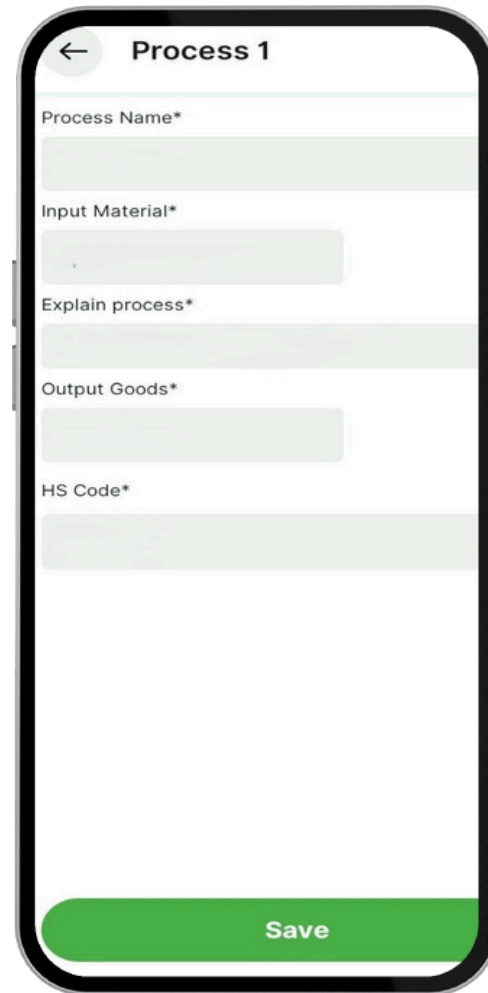 Process 1
Process Name*
Input Material*
Explain process*
Output Goods*
HS Code*
Save